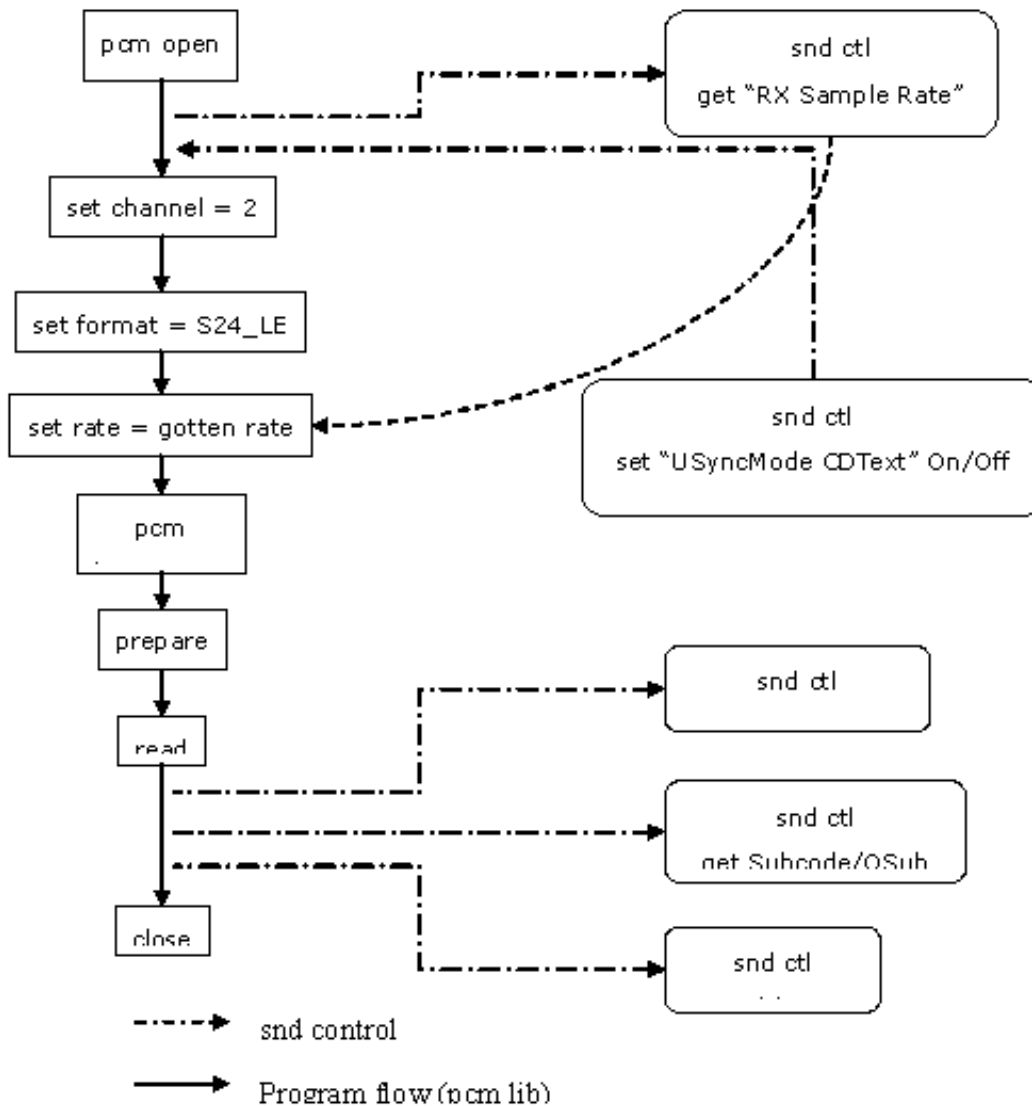 pcm open
snd ctl
get “RX Sample Rate”
set channel = 2
set format = S24_LE
set rate = gotten rate
snd ctl
set “USyncMode CDText” On/Off
pcm
prepare
read
snd ctl
snd ctl
get Subcode/QSub
close
snd ctl
snd control
Program flow (pcm lib)